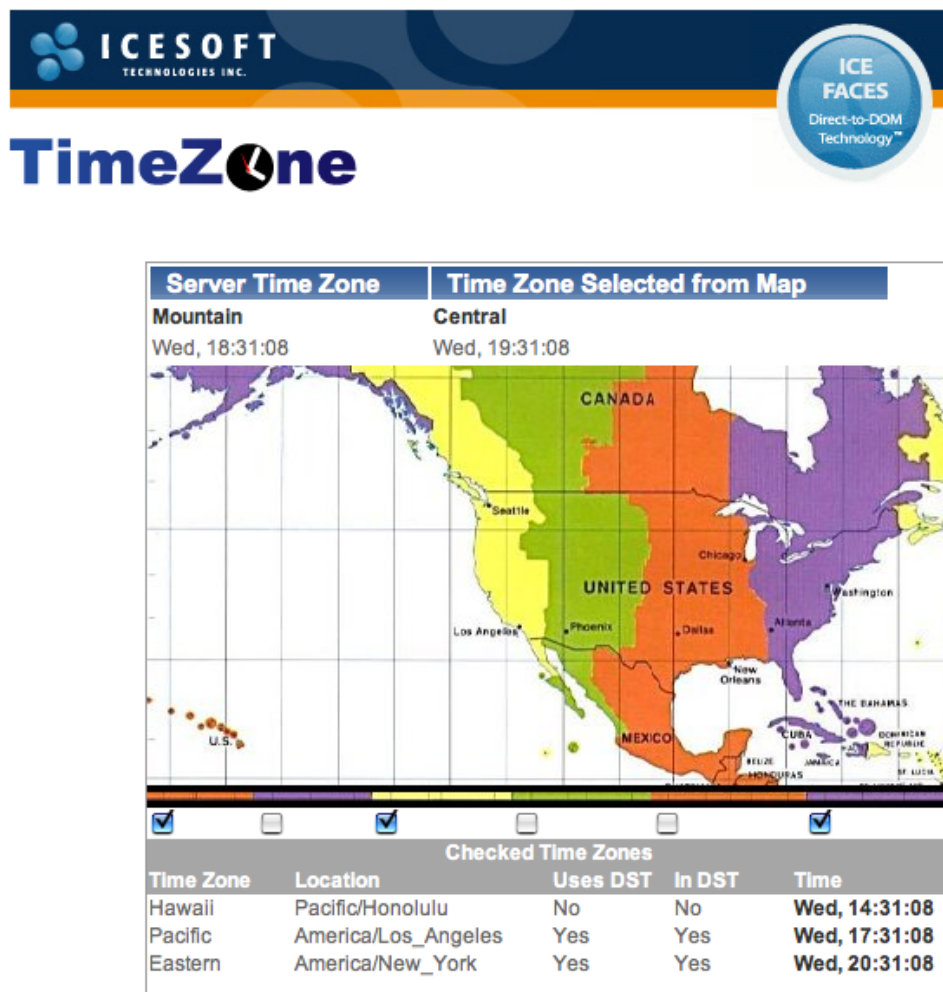 ICESOFT
TECHNOLOGIES INC.
ICE
FACES
Direct-to-DOM
Technology™
TimeZone
Server Time Zone Time Zone Selected from Map
Mountain Central
Wed, 18:31:08 Wed, 19:31:08
CANADA
Seattle
Chicago
UNITED STATES
Washington
Los Angeles Phoenix Dallas Atlanta
New
Orleans
THE BAHAMAS
U.S. MEXICO CUBA DOMINICAN
REPUBLIC
BELIZE JAMAICA
HONDURAS ST. LUCIA
Checked Time Zones
Time Zone Location Uses DST In DST Time
Hawaii Pacific/Honolulu No No Wed, 14:31:08
Pacific America/Los_Angeles Yes Yes Wed, 17:31:08
Eastern America/New_York Yes Yes Wed, 20:31:08